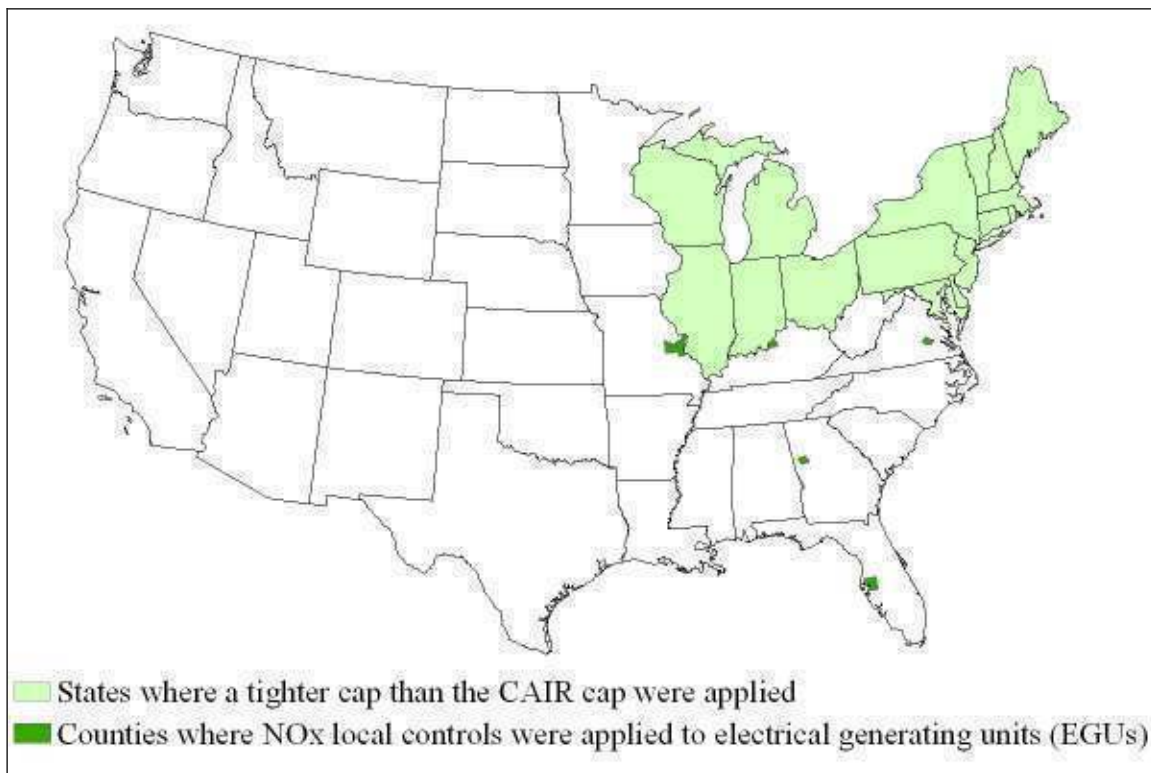 States where a tighter cap than the CAIR cap were applied
Counties where NOx local controls were applied to electrical generating units (EGUs)